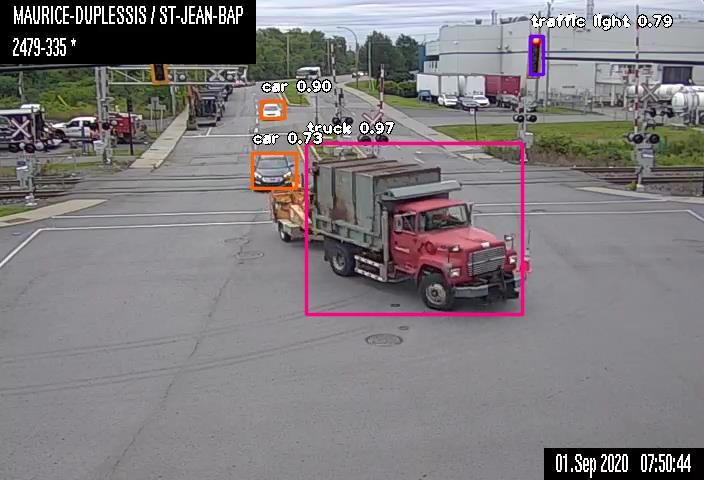 MAURICE-DUPLESSIS / ST-JEAN-BAP
2479-335 *
traffic light 0.79
car 0.90
truck 0.97
car 0.73
01.Sep 2020 07:50:44